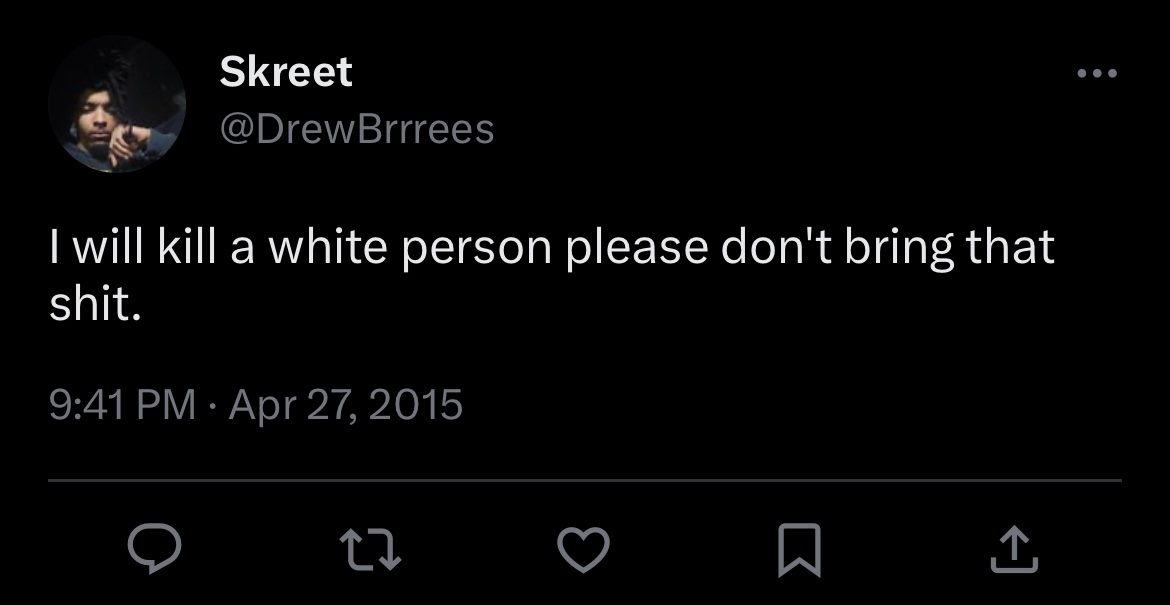 Skreet
@DrewBrrrees
I will kill a white person please don't bring that
shit.
9:41 PM · Apr 27, 2015